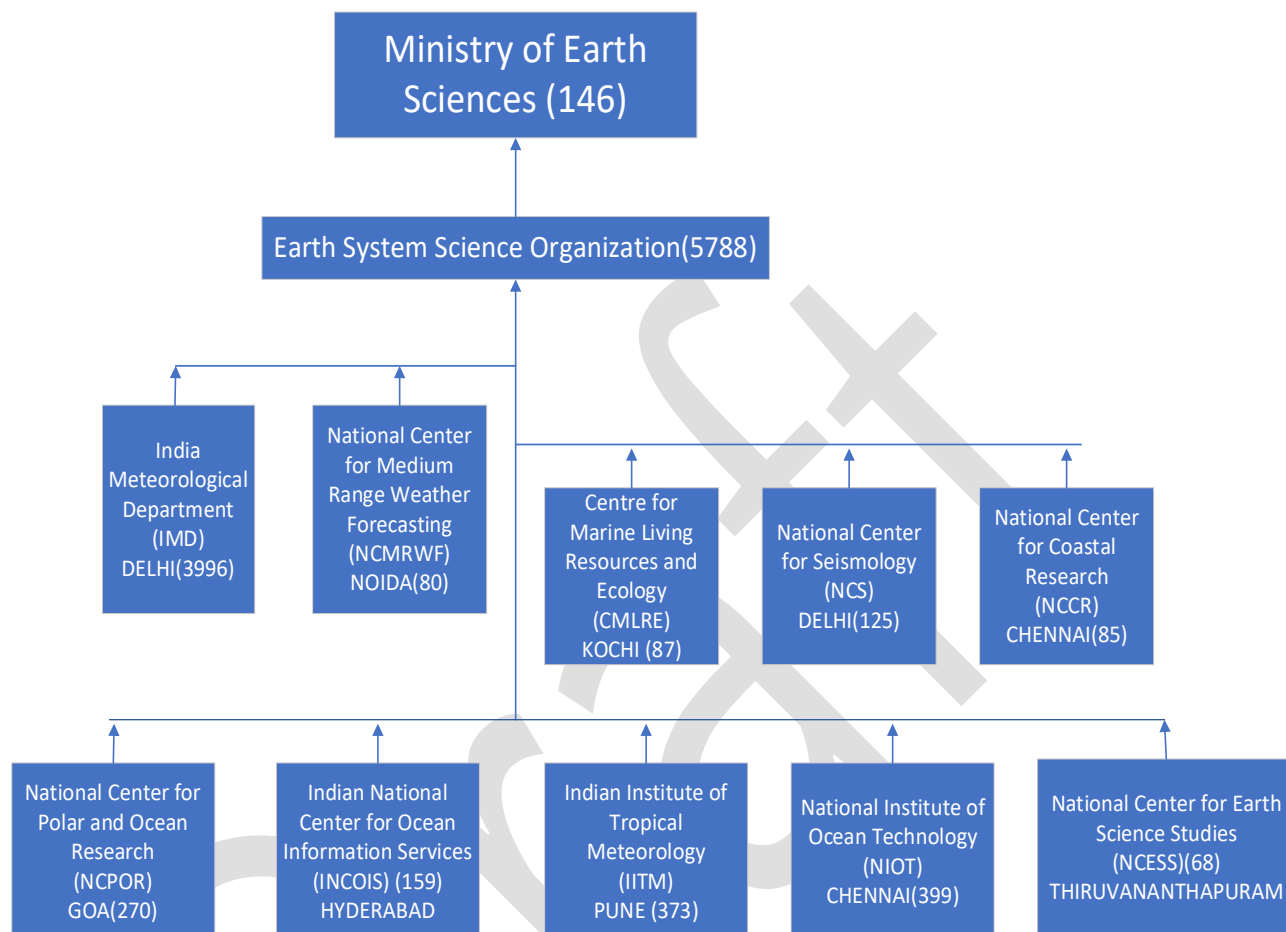 Ministry of Earth
Sciences (146)
Earth System Science Organization(5788)
India
Meteorological
Department
(IMD)
DELHI(3996)
National Center
for Medium
Range Weather
Forecasting
(NCMRWF)
NOIDA(80)
Centre for
Marine Living
Resources and
Ecology
(CMLRE)
KOCHI (87)
National Center
for Seismology
(NCS)
DELHI(125)
National Center
for Coastal
Research
(NCCR)
CHENNAI(85)
National Center for
Polar and Ocean
Research
(NCPOR)
GOA(270)
Indian National
Center for Ocean
Information Services
(INCOIS) (159)
HYDERABAD
Indian Institute of
Tropical
Meteorology
(IITM)
PUNE (373)
National Institute of
Ocean Technology
(NIOT)
CHENNAI(399)
National Center for Earth
Science Studies
(NCESS)(68)
THIRUVANANTHAPURAM